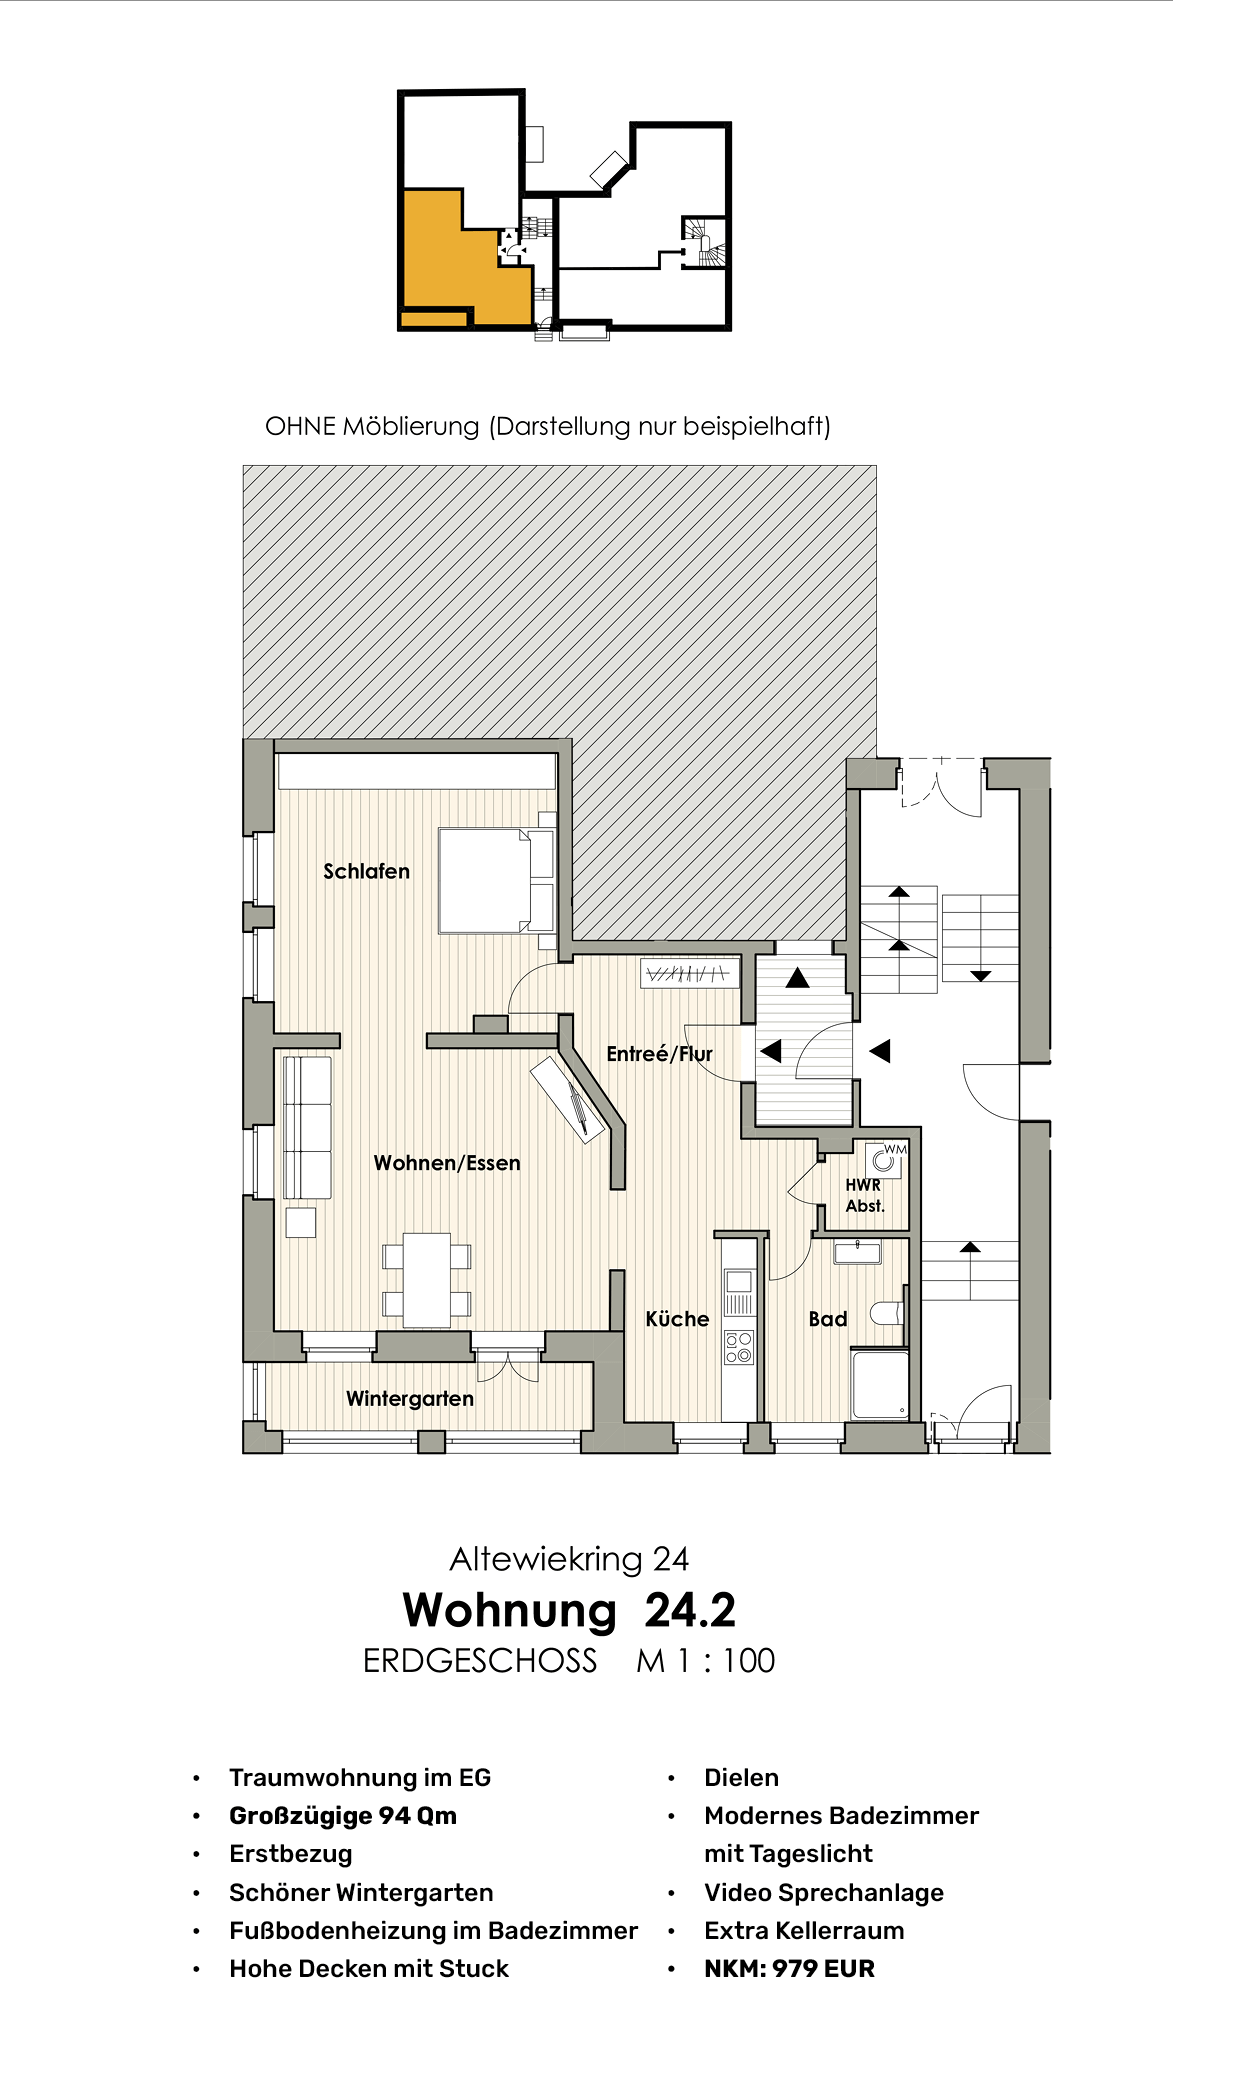 OHNE Möblierung (Darstellung nur beispielhaft)
Schlafen
Entreé/Flur
WM
Wohnen/Essen
HWR
Abst.
Küche
Bad
Wintergarten
Altewiekring 24
Wohnung 24.2
ERDGESCHOSS M 1 : 100
• Traumwohnung im EG
• Großzügige 94 Qm
• Erstbezug
• Schöner Wintergarten
• Fußbodenheizung im Badezimmer
• Hohe Decken mit Stuck
• Dielen
• Modernes Badezimmer
mit Tageslicht
• Video Sprechanlage
• Extra Kellerraum
• NKM: 979 EUR